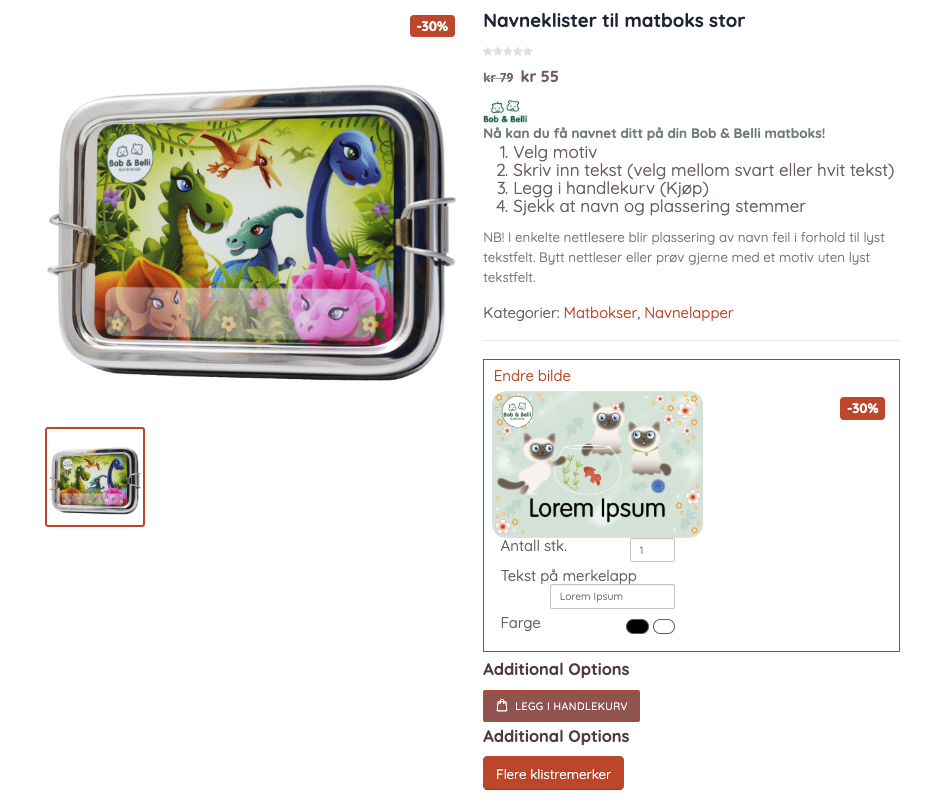 -30%
Bob & Belli
Navneklister til matboks stor
kr 79 kr 55
Bob & Belli
Nå kan du få navnet ditt på din Bob & Belli matboks!
1. Velg motiv
2. Skriv inn tekst (velg mellom svart eller hvit tekst)
3. Legg i handlekurv (Kjøp)
4. Sjekk at navn og plassering stemmer
NB! I enkelte nettlesere blir plassering av navn feil i forhold til lyst
tekstfelt. Bytt nettleser eller prøv gjerne med et motiv uten lyst
tekstfelt.
Kategorier: Matbokser, Navnelapper
Endre bilde
-30%
Bob & Belli
Lorem Ipsum
Antall stk.
1
Tekst på merkelapp
Lorem Ipsum
Farge
Additional Options
LEGG I HANDLEKURV
Additional Options
Flere klistremerker